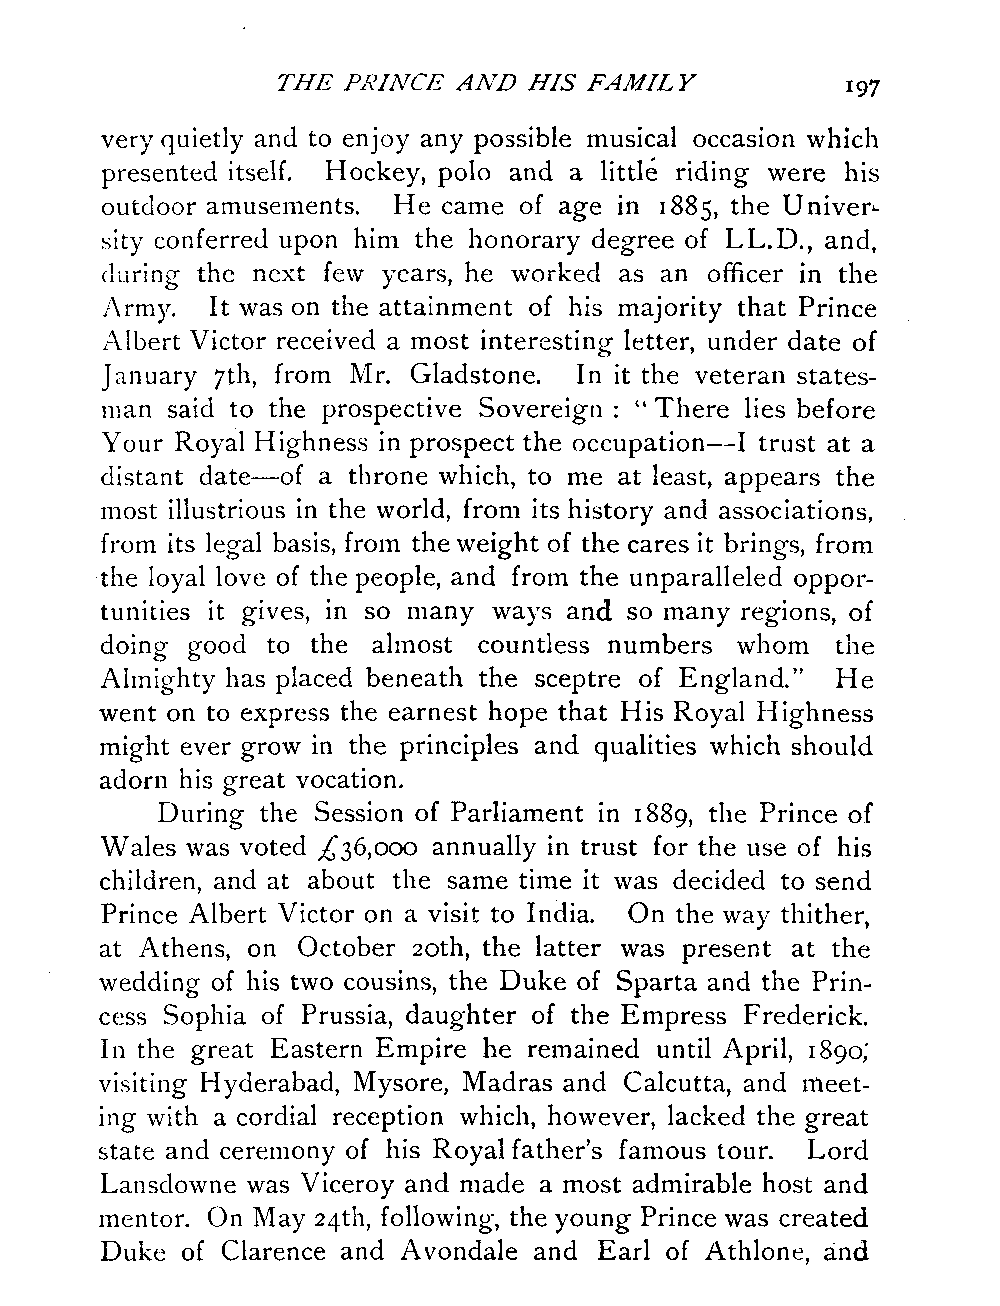 THE PRINCE AND HIS FAMILY 197
very quietly and to enjoy any possible musical occasion which
presented itself. Hockey, polo and a little riding were his
outdoor amusements. He came of age in 1885, the Univer-
sity conferred upon him the honorary degree of LL.D., and,
during the next few years, he worked as an officer in the
Army. It was on the attainment of his majority that Prince
Albert Victor received a most interesting letter, under date of
January 7th, from Mr. Gladstone. In it the veteran states-
man said to the prospective Sovereign : “ There lies before
Your Royal Highness in prospect the occupation—I trust at a
distant date—of a throne which, to me at least, appears the
most illustrious in the world, from its history and associations,
from its legal basis, from the weight of the cares it brings, from
the loyal love of the people, and from the unparalleled oppor-
tunities it gives, in so many ways and so many regions, of
doing good to the almost countless numbers whom the
Almighty has placed beneath the sceptre of England.” He
went on to express the earnest hope that His Royal Highness
might ever grow in the principles and qualities which should
adorn his great vocation.
During the Session of Parliament in 1889, the Prince of
Wales was voted £36,000 annually in trust for the use of his
children, and at about the same time it was decided to send
Prince Albert Victor on a visit to India. On the way thither,
at Athens, on October 20th, the latter was present at the
wedding of his two cousins, the Duke of Sparta and the Prin-
cess Sophia of Prussia, daughter of the Empress Frederick.
In the great Eastern Empire he remained until April, 1890;
visiting Hyderabad, Mysore, Madras and Calcutta, and meet-
ing with a cordial reception which, however, lacked the great
state and ceremony of his Royal father's famous tour. Lord
Lansdowne was Viceroy and made a most admirable host and
mentor. On May 24th, following, the young Prince was created
Duke of Clarence and Avondale and Earl of Athlone, and